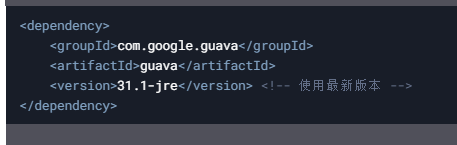 <dependency>
<groupId>com.google.guava</groupId>
<artifactId>guava</artifactId>
<version>31.1-jre</version> <!-- 使用最新版本 -->
</dependency>